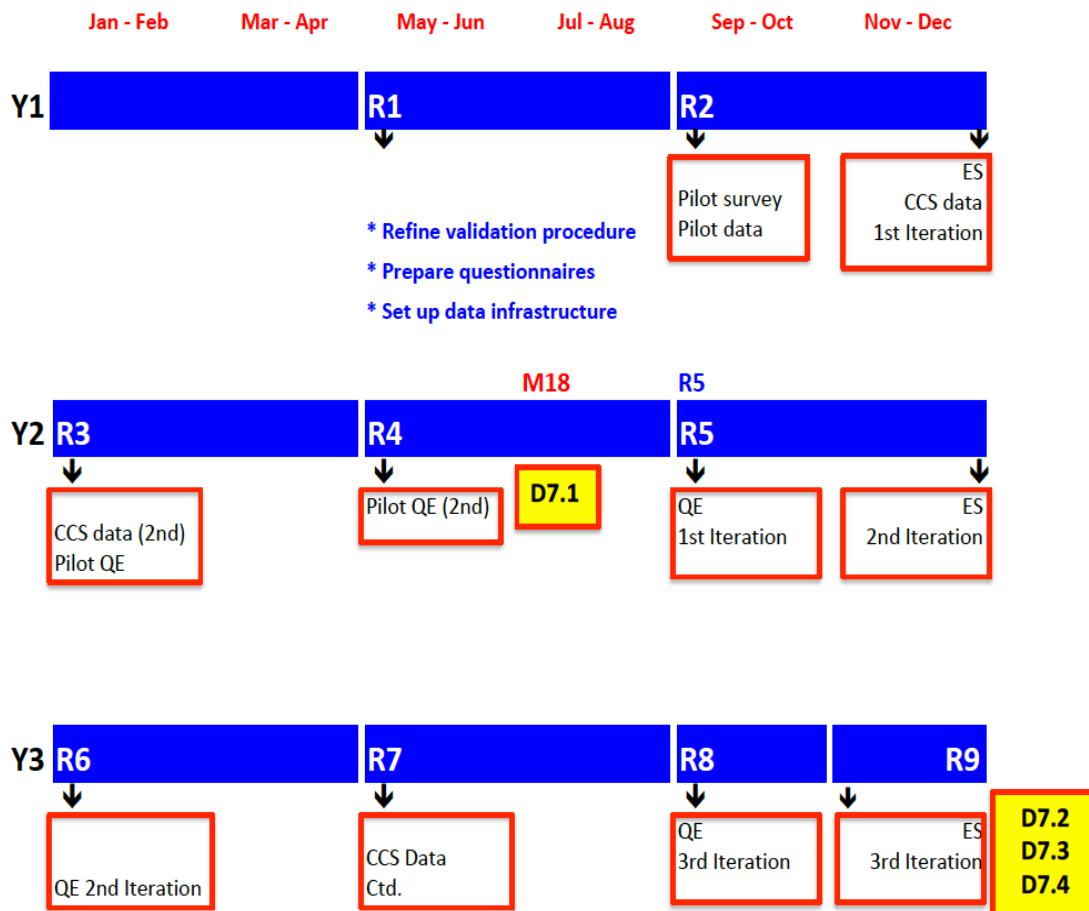 Jan - Feb
Mar - Apr
May - Jun
Jul - Aug
Sep - Oct
Nov - Dec
Y1
R1
R2
Pilot survey
Pilot data
ES
CCS data
1st Iteration
* Refine validation procedure
* Prepare questionnaires
* Set up data infrastructure
M18
R5
Y2
R3
R4
R5
CCS data (2nd)
Pilot QE
Pilot QE (2nd)
D7.1
QE
1st Iteration
ES
2nd Iteration
Y3
R6
R7
R8
R9
QE 2nd Iteration
CCS Data
Ctd.
QE
3rd Iteration
ES
3rd Iteration
D7.2
D7.3
D7.4